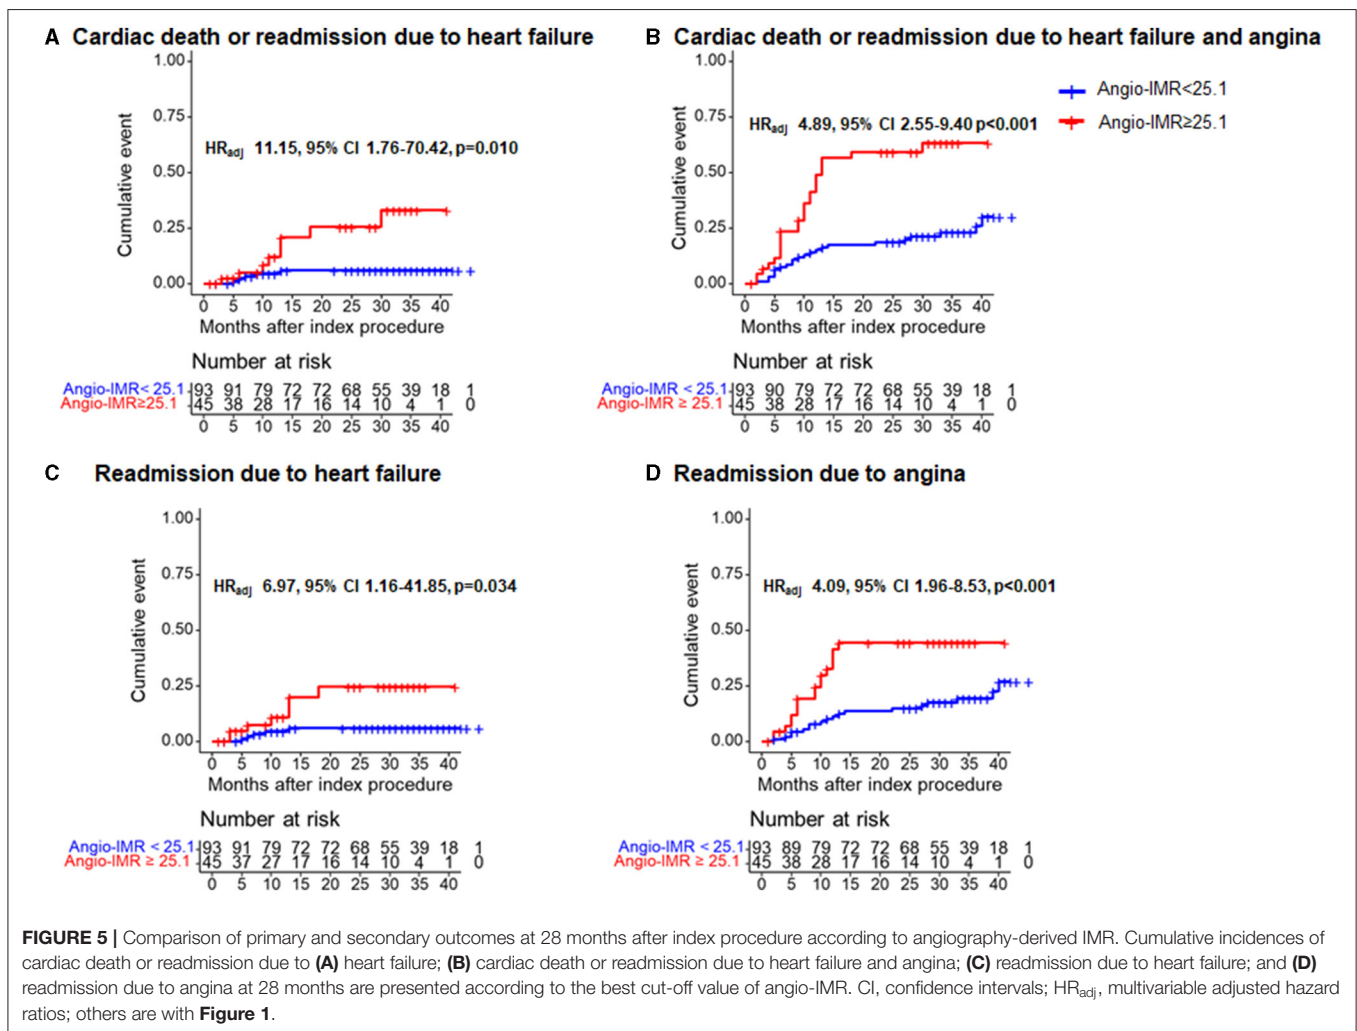 A Cardiac death or readmission due to heart failure
1.00
0.75
0.50
0.25
0.00
Cumulative event
HRadj 11.15, 95% CI 1.76-70.42, p=0.010
0 5 10 15 20 25 30 35 40
Months after index procedure
Number at risk
Angio-IMR< 25.1 93 91 79 72 72 68 55 39 18 1
Angio-IMR≥25.1 45 38 28 17 16 14 10 4 1 0
0 5 10 15 20 25 30 35 40
B Cardiac death or readmission due to heart failure and angina
1.00
0.75
0.50
0.25
0.00
Cumulative event
HRadj 4.89, 95% CI 2.55-9.40 p<0.001
Angio-IMR<25.1
Angio-IMR≥25.1
0 5 10 15 20 25 30 35 40
Months after index procedure
Number at risk
Angio-IMR < 25.1 93 90 79 72 72 68 55 39 18 1
Angio-IMR ≥ 25.1 45 38 28 17 16 14 10 4 1 0
0 5 10 15 20 25 30 35 40
C Readmission due to heart failure
1.00
0.75
0.50
0.25
0.00
Cumulative event
HRadj 6.97, 95% CI 1.16-41.85, p=0.034
0 5 10 15 20 25 30 35 40
Months after index procedure
Number at risk
Angio-IMR < 25.1 93 91 79 72 72 68 55 39 18 1
Angio-IMR ≥ 25.1 45 37 27 17 16 14 10 4 1 0
0 5 10 15 20 25 30 35 40
D Readmission due to angina
1.00
0.75
0.50
0.25
0.00
Cumulative event
HRadj 4.09, 95% CI 1.96-8.53, p<0.001
0 5 10 15 20 25 30 35 40
Months after index procedure
Number at risk
Angio-IMR < 25.1 93 89 79 72 72 68 55 39 18 1
Angio-IMR ≥ 25.1 45 38 28 17 16 14 10 4 1 0
0 5 10 15 20 25 30 35 40
FIGURE 5 | Comparison of primary and secondary outcomes at 28 months after index procedure according to angiography-derived IMR. Cumulative incidences of
cardiac death or readmission due to (A) heart failure; (B) cardiac death or readmission due to heart failure and angina; (C) readmission due to heart failure; and (D)
readmission due to angina at 28 months are presented according to the best cut-off value of angio-IMR. CI, confidence intervals; HRadj, multivariable adjusted hazard
ratios; others are with Figure 1.